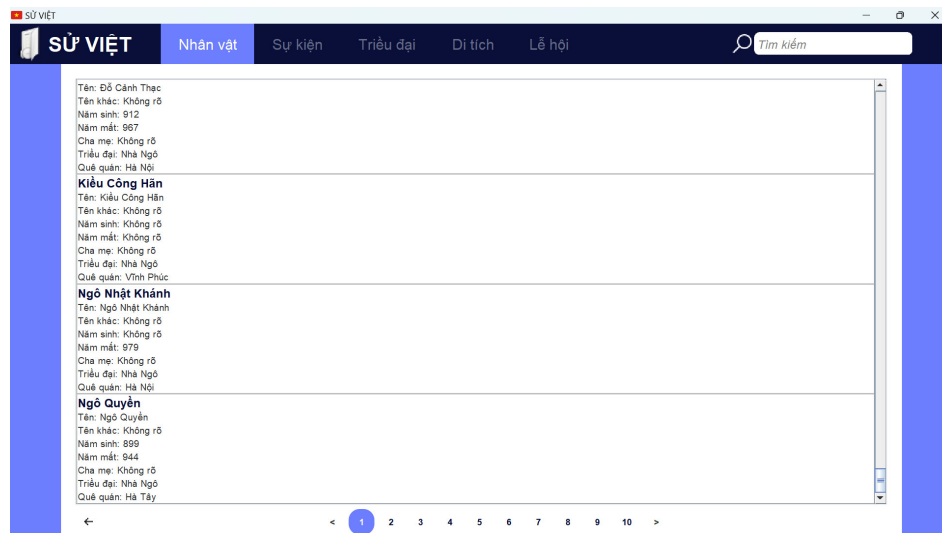 SỬ VIỆT
SỬ VIỆT Nhân vật Sự kiện Triều đại Di tích Lễ hội Tìm kiếm
Tên: Đỗ Cảnh Thạc
Tên khác: Không rõ
Năm sinh: 912
Năm mất: 967
Cha mẹ: Không rõ
Triều đại: Nhà Ngô
Quê quán: Hà Nội
Kiều Công Hãn
Tên: Kiều Công Hãn
Tên khác: Không rõ
Năm sinh: Không rõ
Năm mất: Không rõ
Cha mẹ: Không rõ
Triều đại: Nhà Ngô
Quê quán: Vĩnh Phúc
Ngô Nhật Khánh
Tên: Ngô Nhật Khánh
Tên khác: Không rõ
Năm sinh: Không rõ
Năm mất: 979
Cha mẹ: Không rõ
Triều đại: Nhà Ngô
Quê quán: Hà Nội
Ngô Quyền
Tên: Ngô Quyền
Tên khác: Không rõ
Năm sinh: 899
Năm mất: 944
Cha mẹ: Không rõ
Triều đại: Nhà Ngô
Quê quán: Hà Tây
← < 1 2 3 4 5 6 7 8 9 10 >